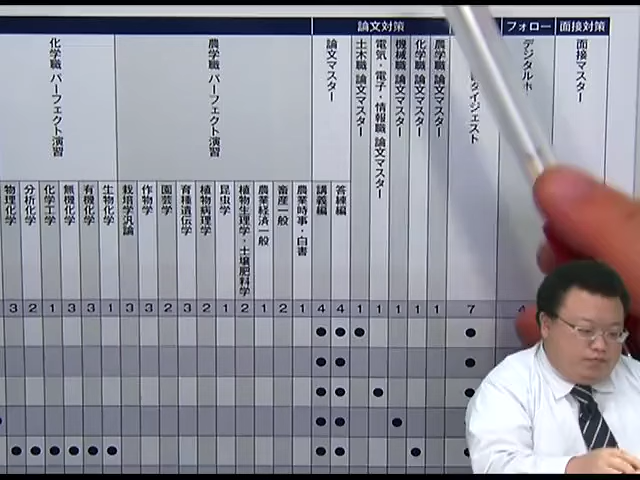 論文対策
フォロー
面接対策
化学職 パーフェクト演習
農学職 パーフェクト演習
論文マスター
土木職 論文マスター
電気・電子・情報職 論文マスター
機械職 論文マスター
化学職 論文マスター
農学職 論文マスター
ダイジェスト
デジタル
面接マスター
物理化学
分析化学
化学工学
無機化学
有機化学
生物化学
栽培学汎論
作物学
園芸学
育種遺伝学
植物病理学
昆虫学
植物生理学・土壌肥料学
農業経済一般
畜産一般
農業時事・白書
講義編
答練編
3 2 1 3 3 1 3 3 2 3 2 1 2 1 2 1 4 4 1 1 1 1 1 7 4